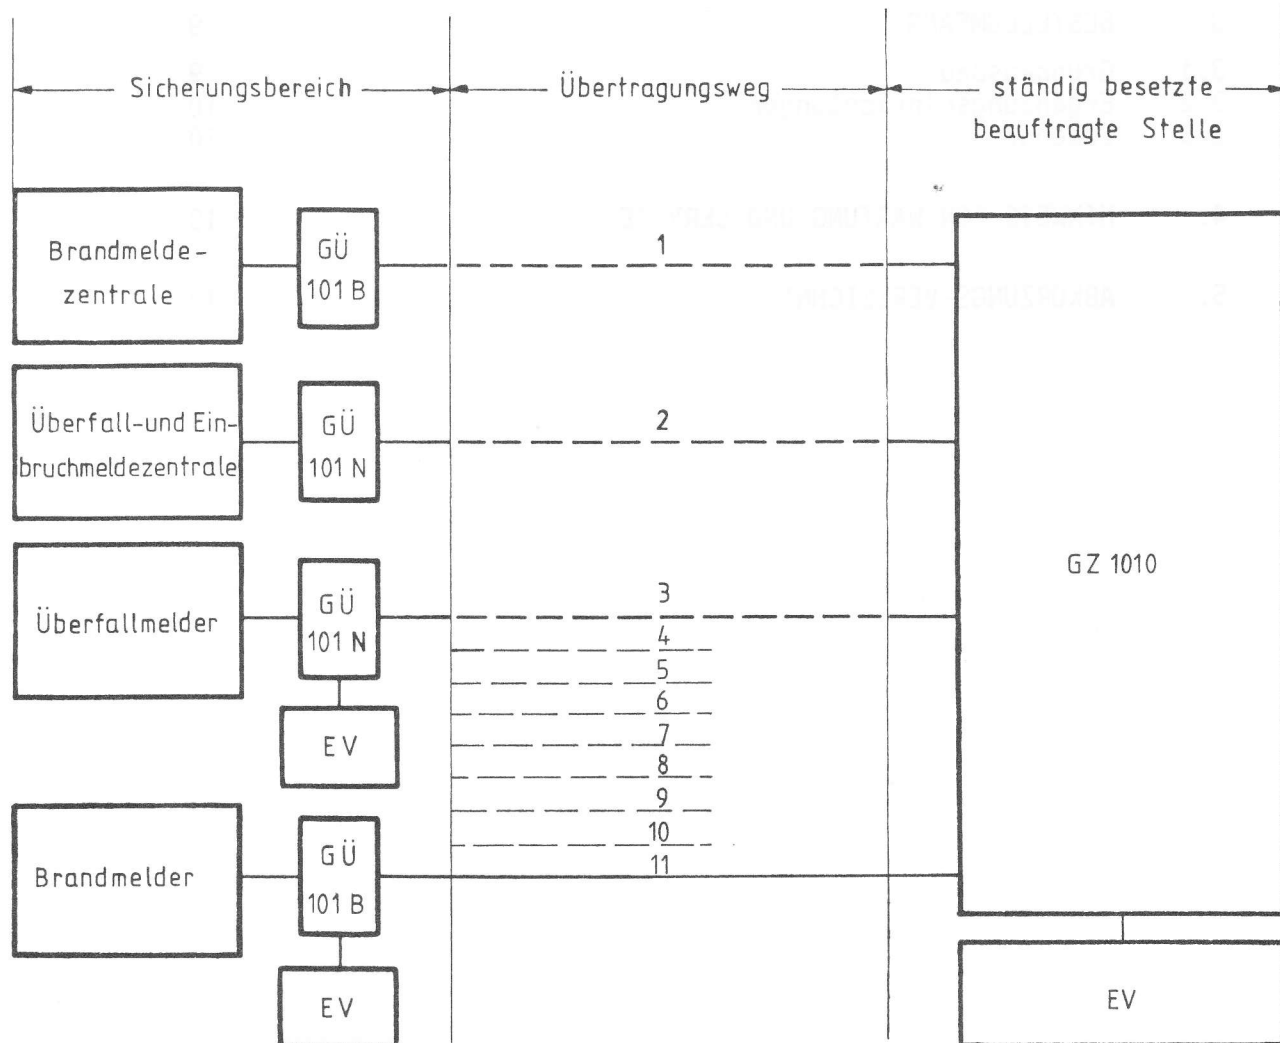 Sicherungsbereich
Übertragungsweg
ständig besetzte
beauftragte Stelle
Brandmelde-
zentrale
GÜ
101 B
1
Überfall-und Ein-
bruchmeldezentrale
GÜ
101 N
2
GZ 1010
Überfallmelder
GÜ
101 N
3
4
5
6
7
8
9
10
11
EV
Brandmelder
GÜ
101 B
EV
EV